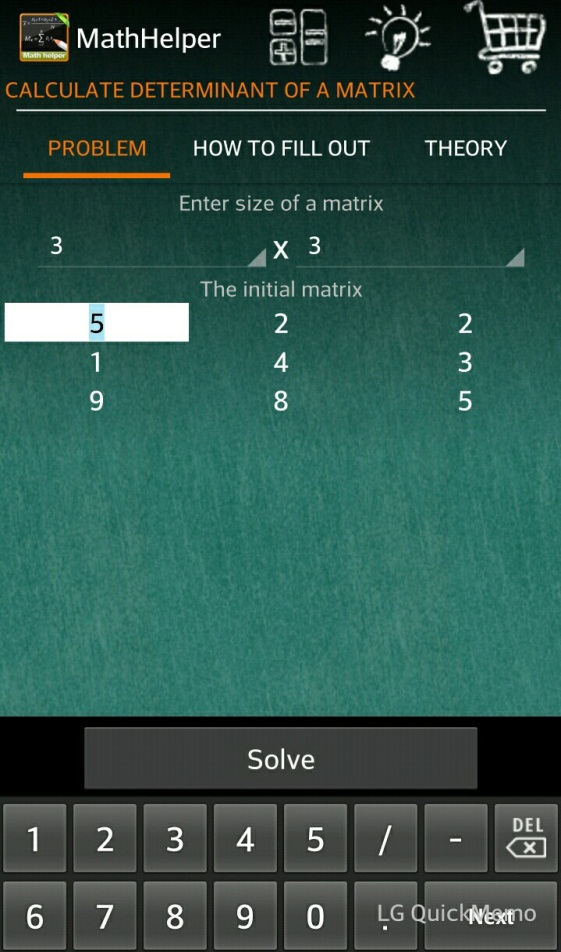 MathHelper
CALCULATE DETERMINANT OF A MATRIX
PROBLEM HOW TO FILL OUT THEORY
Enter size of a matrix
3 x 3
The initial matrix
5 2 2
1 4 3
9 8 5
Solve
1 2 3 4 5 / - DEL
6 7 8 9 0 . Next
LG QuickMemo